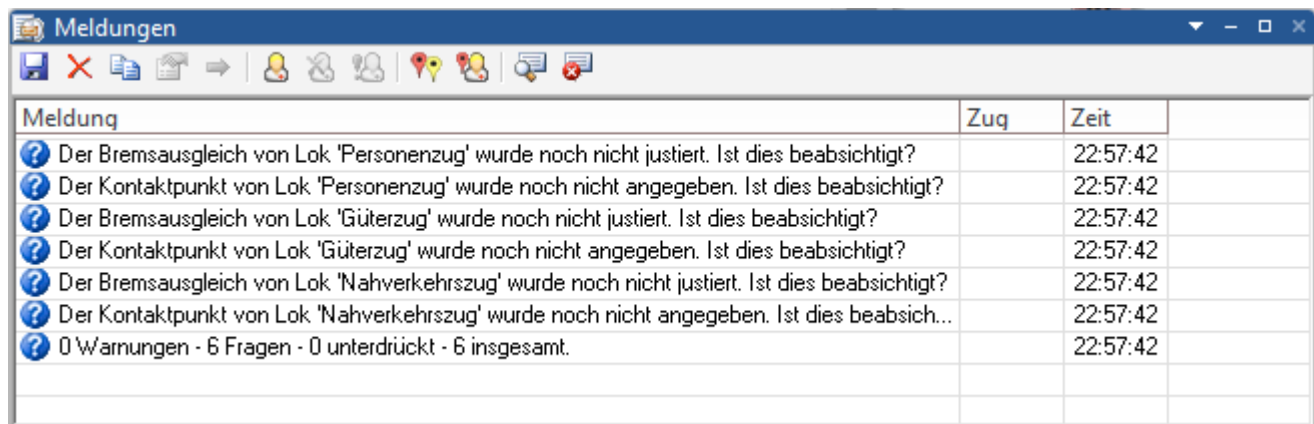 Meldungen
Meldung Zug Zeit
Der Bremsausgleich von Lok 'Personenzug' wurde noch nicht justiert. Ist dies beabsichtigt? 22:57:42
Der Kontaktpunkt von Lok 'Personenzug' wurde noch nicht angegeben. Ist dies beabsichtigt? 22:57:42
Der Bremsausgleich von Lok 'Güterzug' wurde noch nicht justiert. Ist dies beabsichtigt? 22:57:42
Der Kontaktpunkt von Lok 'Güterzug' wurde noch nicht angegeben. Ist dies beabsichtigt? 22:57:42
Der Bremsausgleich von Lok 'Nahverkehrszug' wurde noch nicht justiert. Ist dies beabsichtigt? 22:57:42
Der Kontaktpunkt von Lok 'Nahverkehrszug' wurde noch nicht angegeben. Ist dies beabsich... 22:57:42
0 Warnungen - 6 Fragen - 0 unterdrückt - 6 insgesamt. 22:57:42